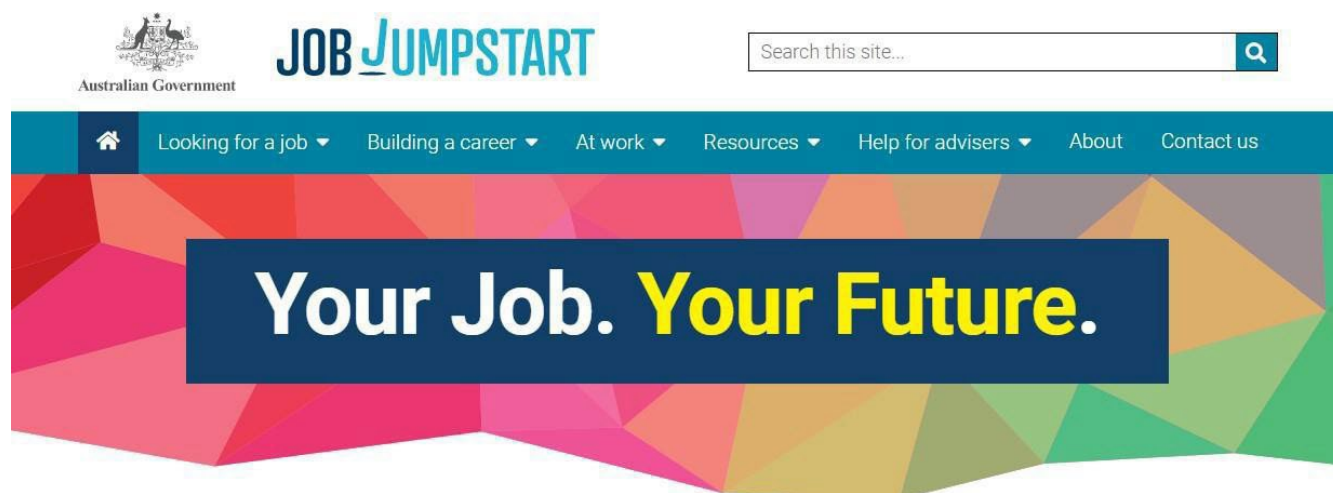 JOB JUMPSTART
Search this site...
Australian Government
Looking for a job
Building a career
At work
Resources
Help for advisers
About
Contact us
Your Job. Your Future.